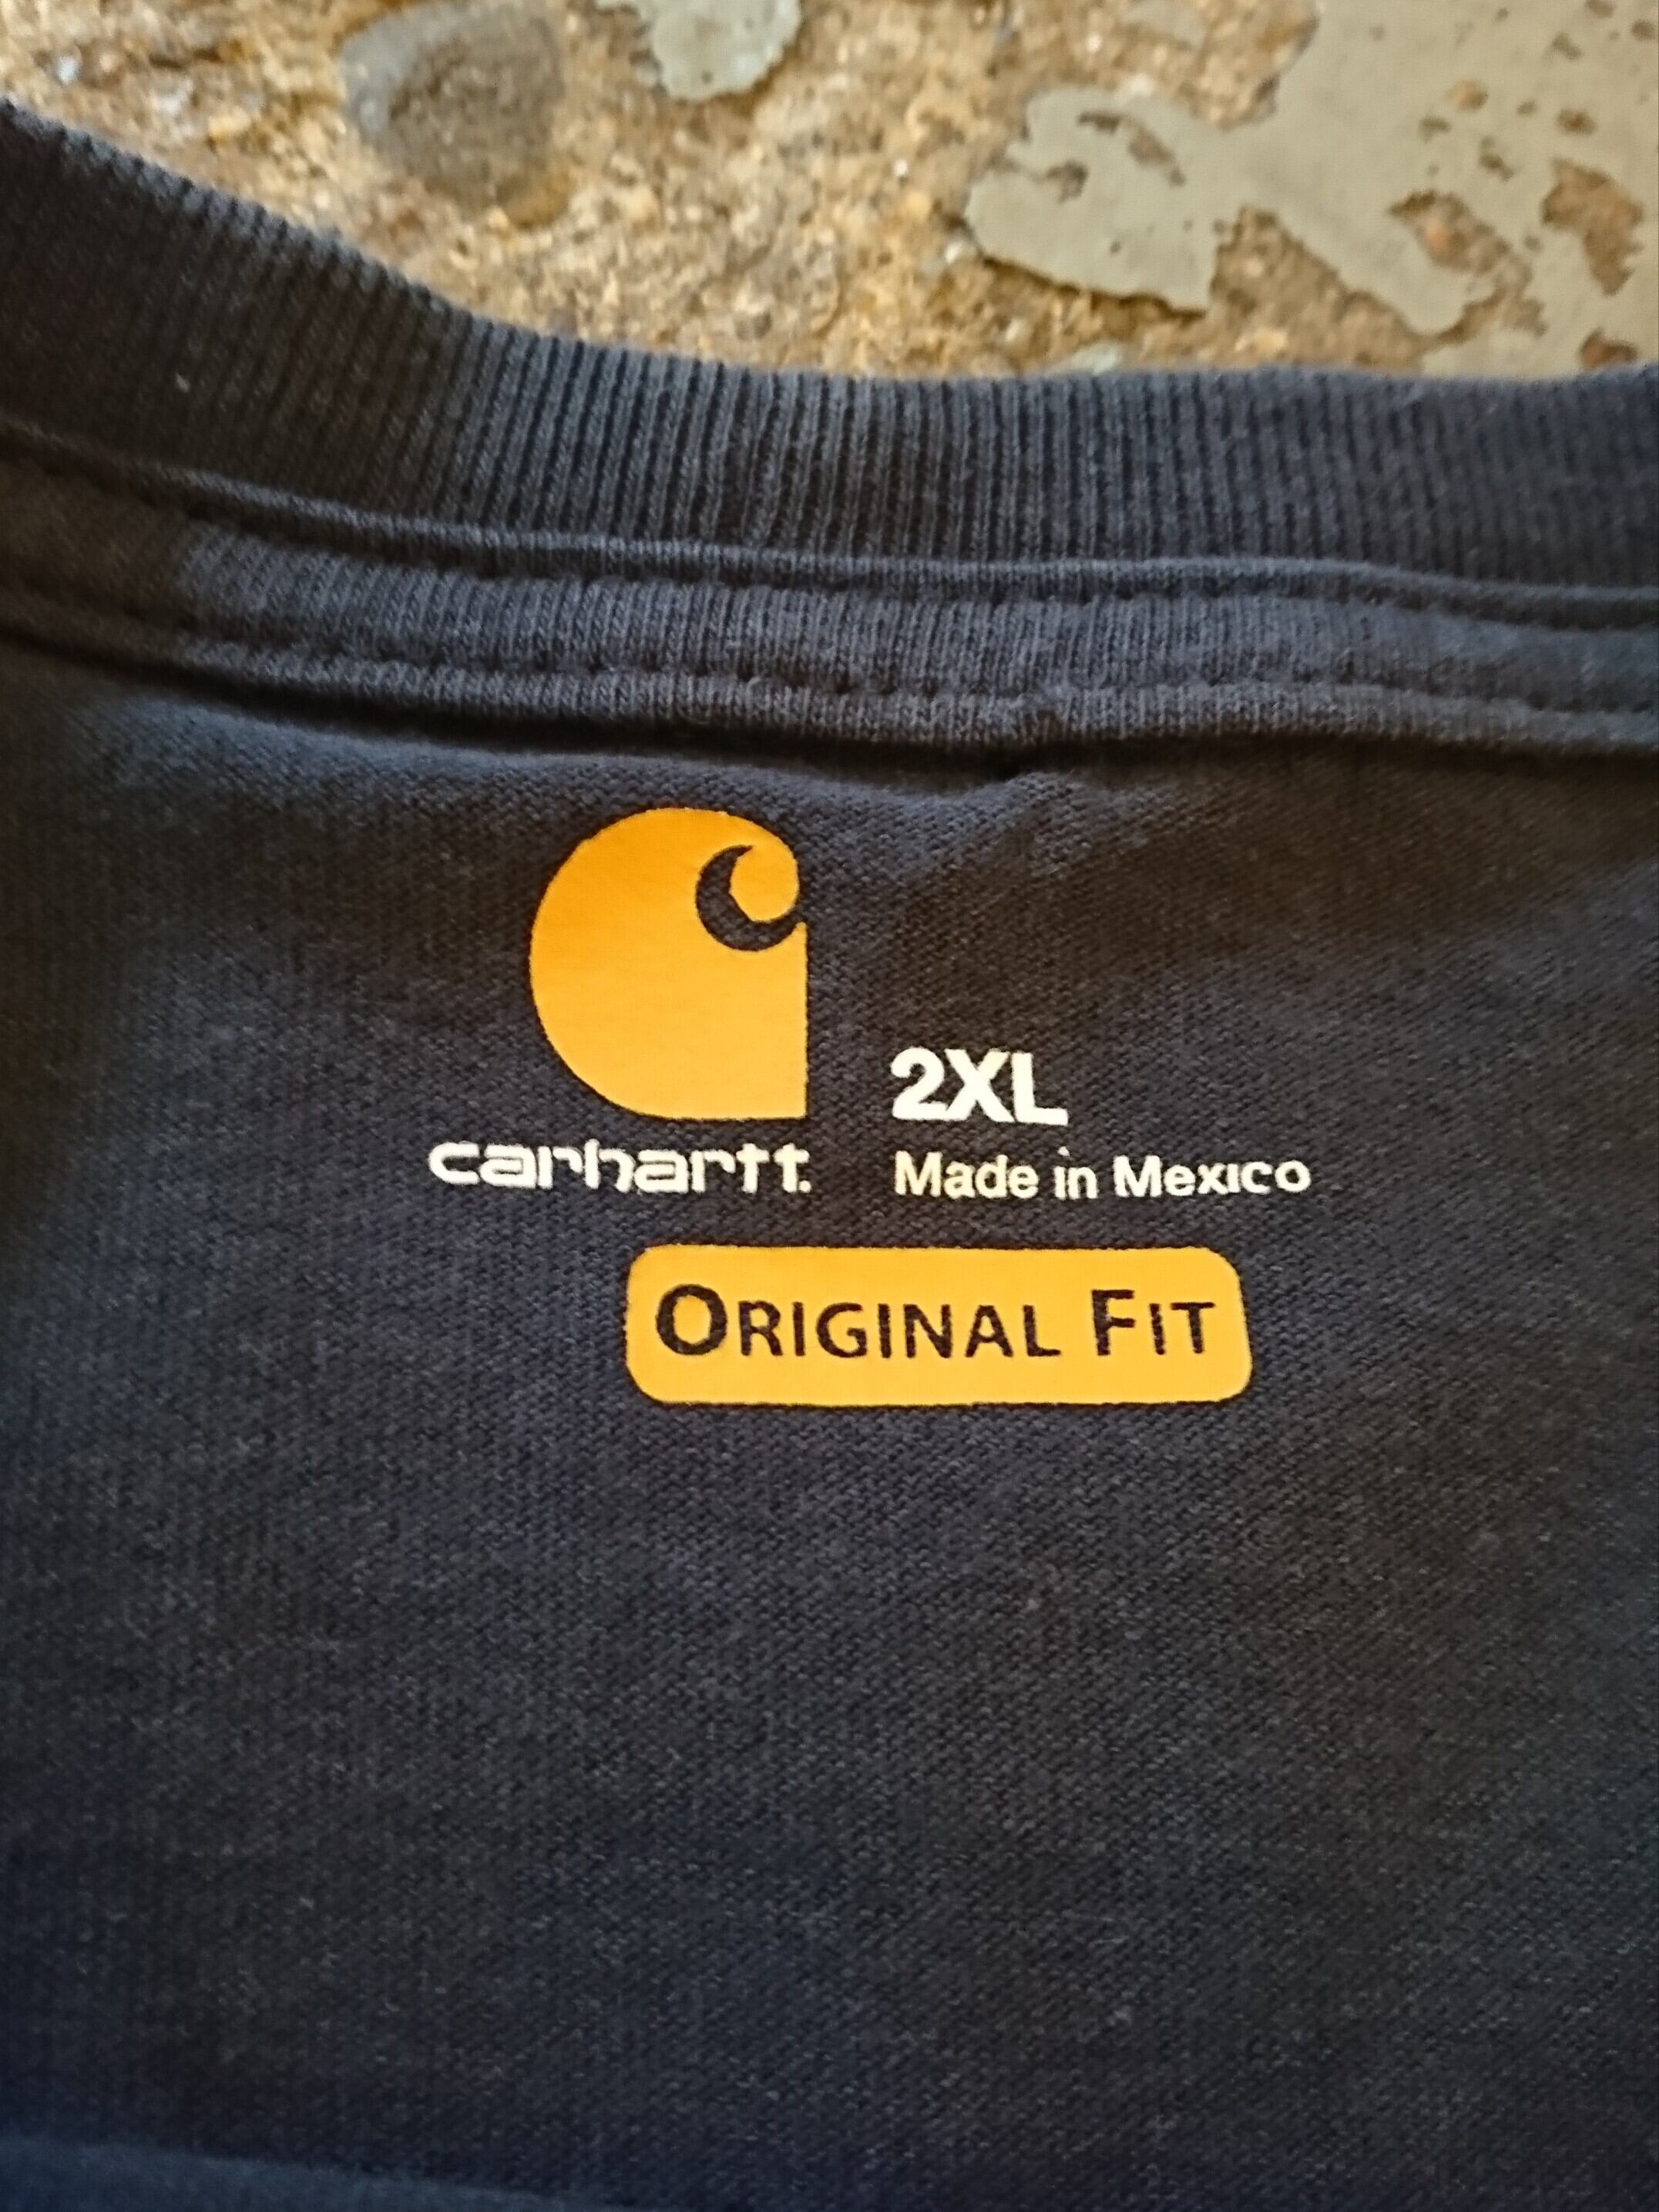 carhartt.
2XL
Made in Mexico
ORIGINAL FIT